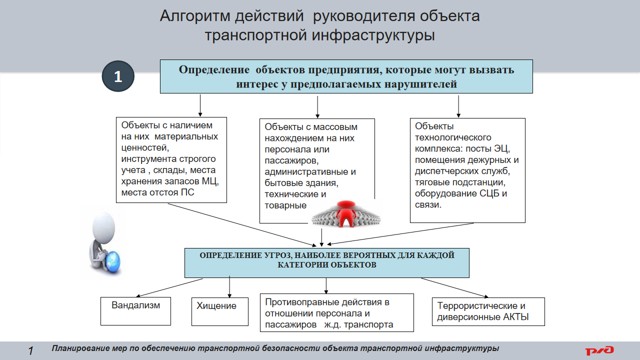 Алгоритм действий  руководителя объекта
транспортной инфраструктуры
1
Определение  объектов предприятия, которые могут вызвать
интерес у предполагаемых нарушителей
Объекты с наличием
на них  материальных
ценностей,
инструмента строгого
учета , склады, места
хранения запасов МЦ,
места отстоя ПС
Объекты с массовым
нахождением на них
персонала или
пассажиров,
административные и
бытовые здания,
технические и
товарные
Объекты
технологического
комплекса: посты ЭЦ,
помещения дежурных и
диспетчерских служб,
тяговые подстанции,
оборудование СЦБ и
связи.
ОПРЕДЕЛЕНИЕ УГРОЗ, НАИБОЛЕЕ ВЕРОЯТНЫХ ДЛЯ КАЖДОЙ
КАТЕГОРИИ ОБЪЕКТОВ
Вандализм
Хищение
Противоправные действия в
отношении персонала и
пассажиров   ж.д. транспорта
Террористические и
диверсионные АКТЫ
1
Планирование мер по обеспечению транспортной безопасности объекта транспортной инфраструктуры
РЖД